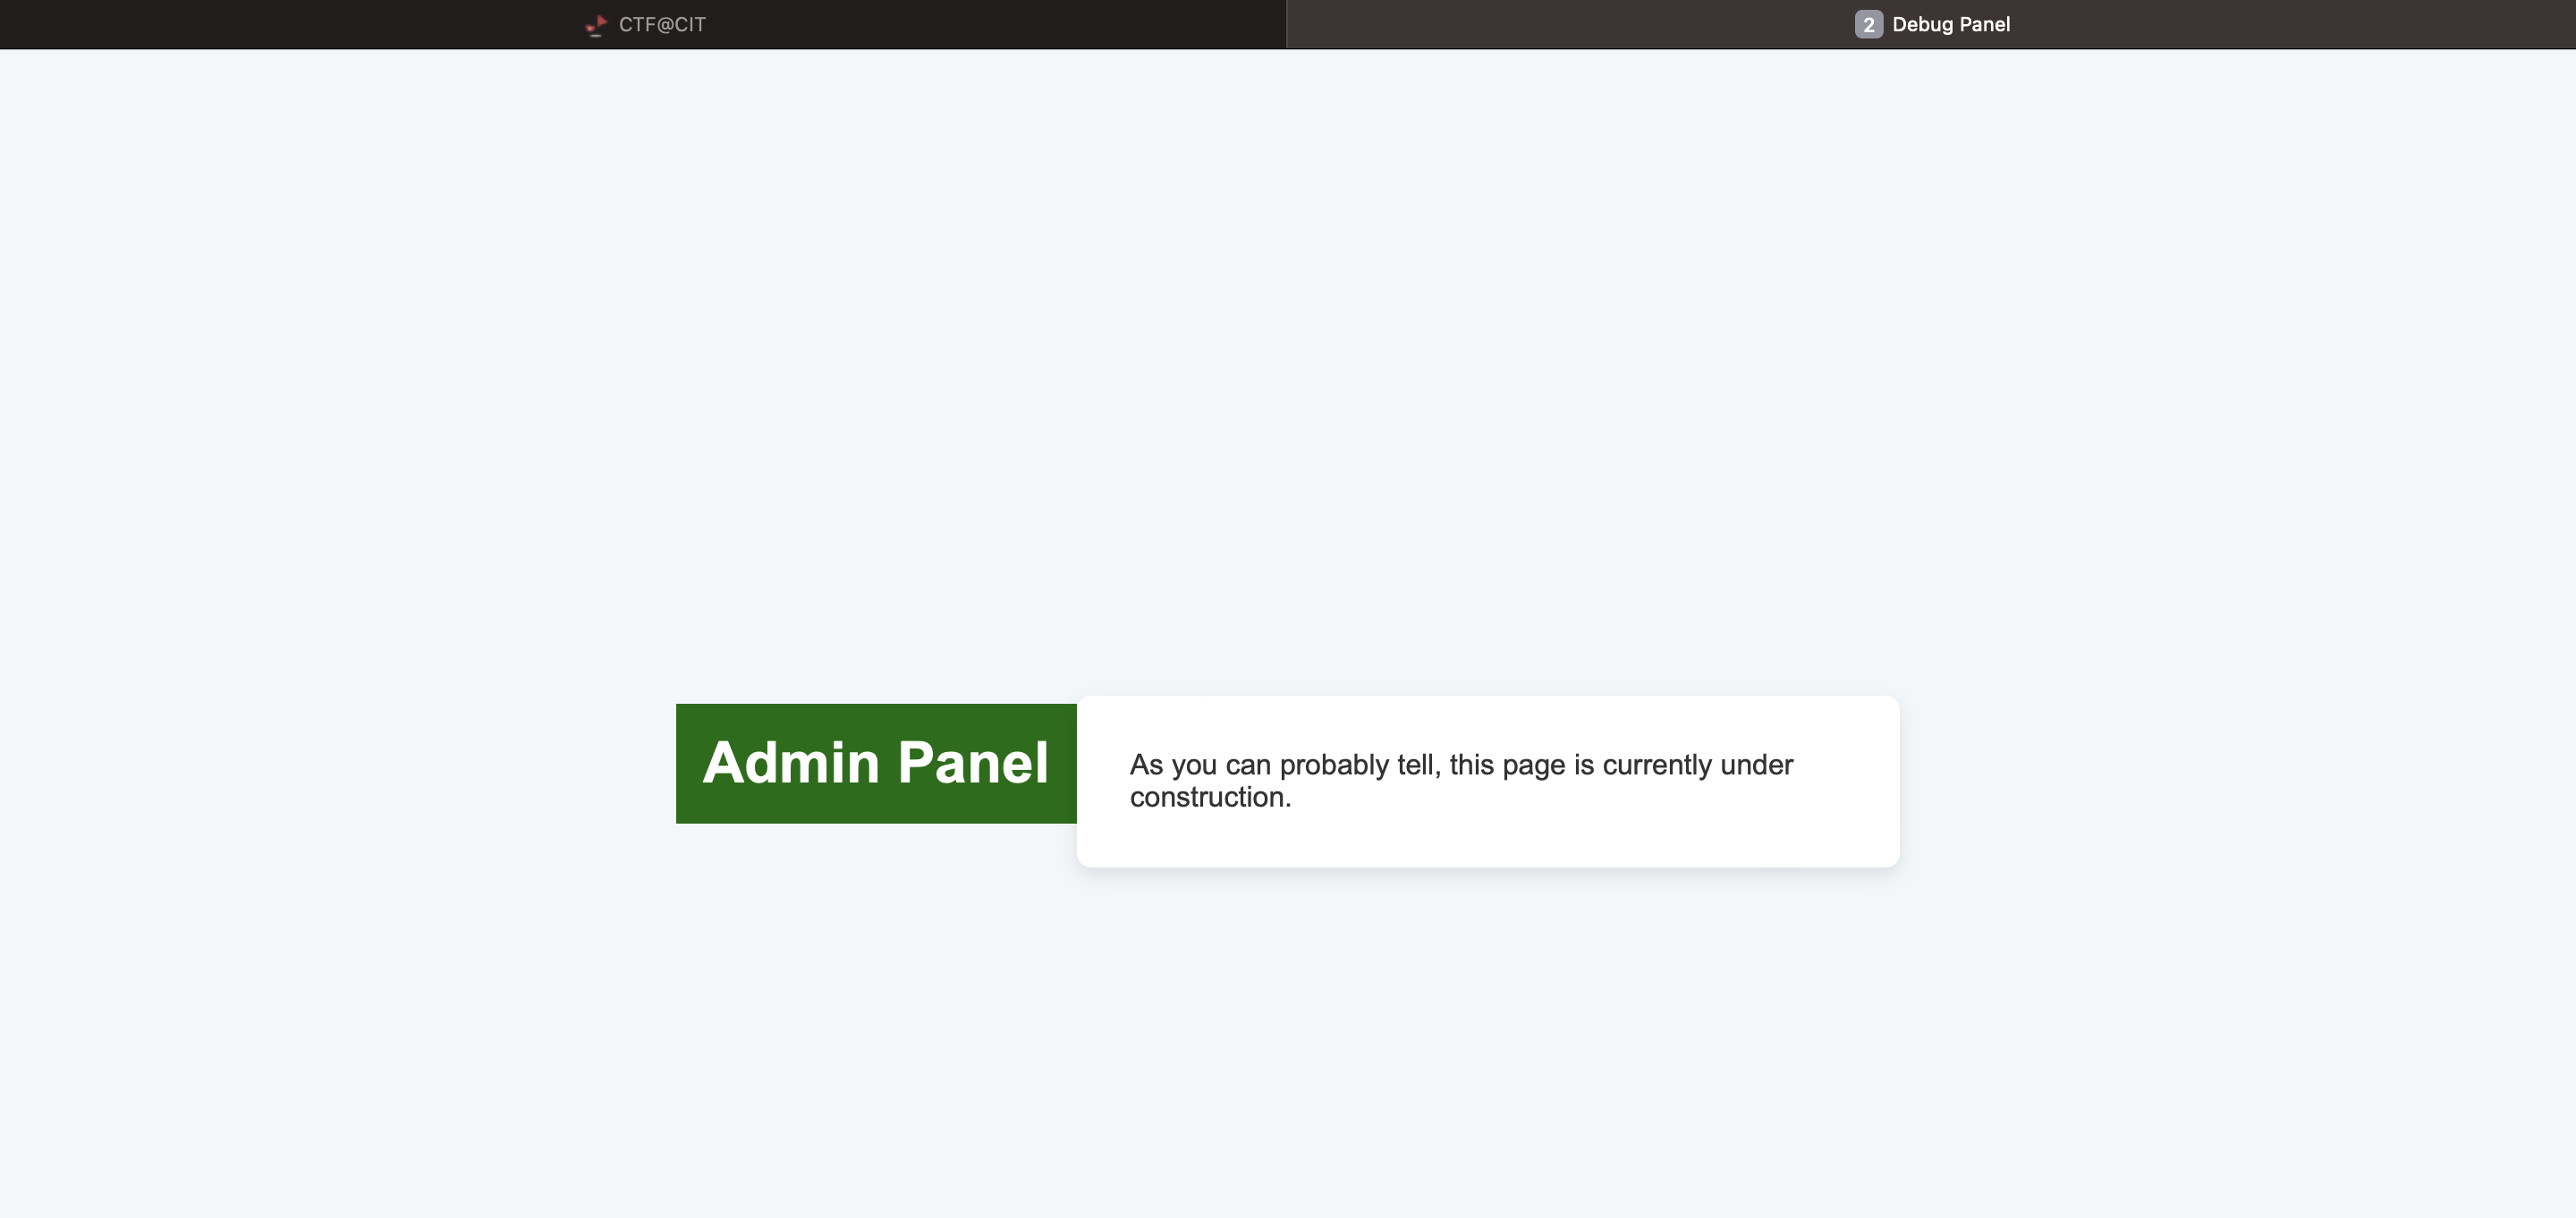 CTF@CIT
2 Debug Panel
Admin Panel
As you can probably tell, this page is currently under
construction.